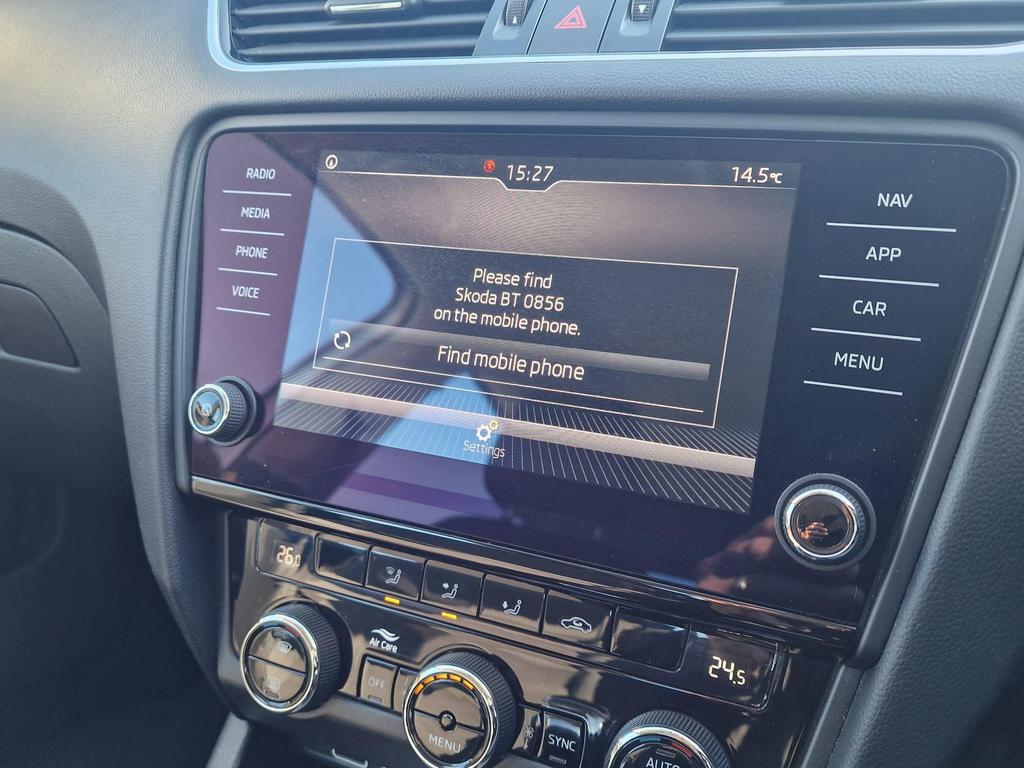 15:27
14.5°C
RADIO
MEDIA
PHONE
VOICE
Please find
Skoda BT 0856
on the mobile phone.
Find mobile phone
Settings
NAV
APP
CAR
MENU
26.0
24.5
Air Care
OFF
MENU
SYNC
AUTO